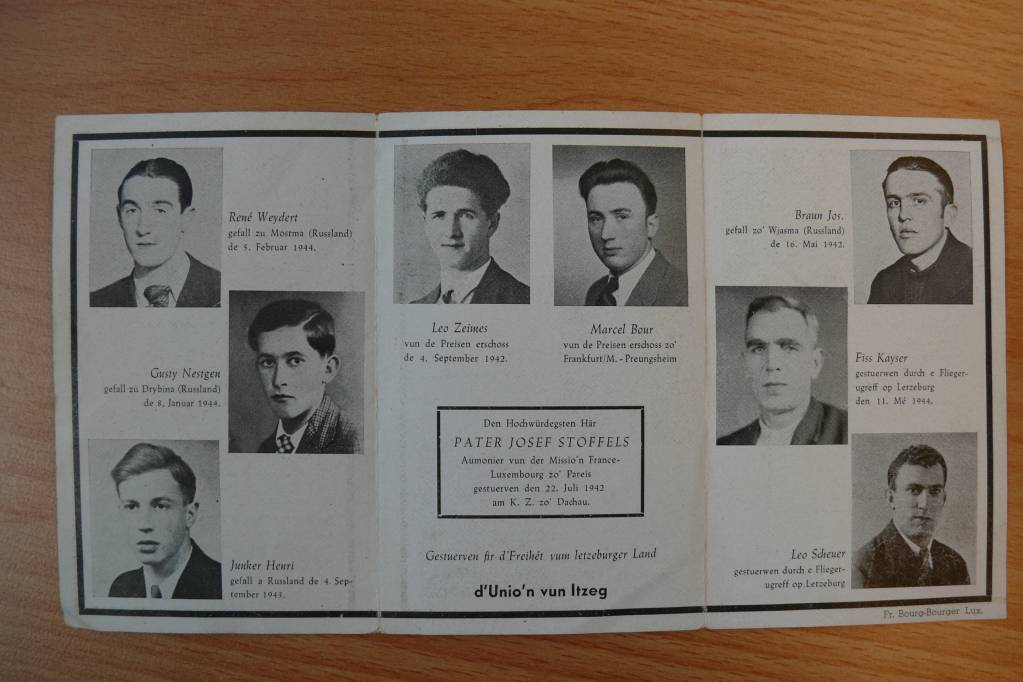 René Weydert
gefall zu Mostma (Russland)
de 5. Februar 1944.
Gusty Nestgen
gefall zu Drybina (Russland)
de 8, Januar 1944.
Junker Henri
gefall a Russland de 4. Sep-
tember 1943.
Leo Zeimes
vun de Preisen erschoss
de 4. September 1942.
Marcel Bour
vun de Preisen erschoss zo'
Frankfurt/M. - Preungsheim
Den Hochwürdegsten Här
PATER JOSEF STOFFELS
Aumonier vun der Missio'n France-
Luxembourg zo' Pareis
gestuerven den 22. Juli 1942
am K. Z. zo' Dachau.
Gestuerven fir d'Freihét vum letzeburger Land
d'Unio'n vun Itzeg
Braun Jos.
gefall zo' Wjasma (Russland)
de 16. Mai 1942.
Fiss Kayser
gestuerwen durch e Flieger-
ugreff op Letzeburg
den 11. Mé 1944.
Leo Scheuer
gestuerwen durch e Flieger-
ugreff op Letzeburg
Fr. Bourg-Bourger Lux.